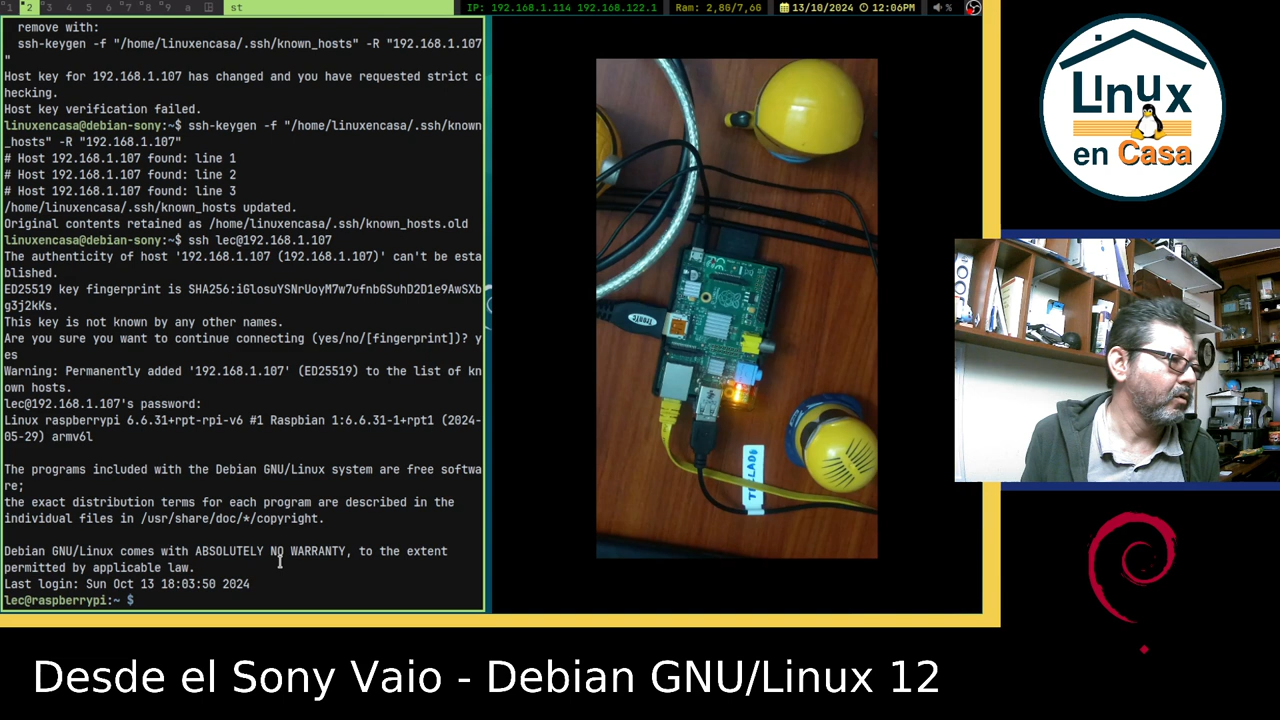 1 2 3 4 5 6 7 8 9 a st IP: 192.168.1.114 192.168.122.1 Ram: 2,8G/7,6G 13/10/2024 12:06PM %
remove with:
ssh-keygen -f "/home/linuxencasa/.ssh/known_hosts" -R "192.168.1.107
"
Host key for 192.168.1.107 has changed and you have requested strict c
hecking.
Host key verification failed.
linuxencasa@debian-sony:~$ ssh-keygen -f "/home/linuxencasa/.ssh/known
_hosts" -R "192.168.1.107"
# Host 192.168.1.107 found: line 1
# Host 192.168.1.107 found: line 2
# Host 192.168.1.107 found: line 3
/home/linuxencasa/.ssh/known_hosts updated.
Original contents retained as /home/linuxencasa/.ssh/known_hosts.old
linuxencasa@debian-sony:~$ ssh lec@192.168.1.107
The authenticity of host '192.168.1.107 (192.168.1.107)' can't be esta
blished.
ED25519 key fingerprint is SHA256:iGlosuYSNrUoyM7w7ufnbGSuhD2D1e9AwSXb
g3j2kKs.
This key is not known by any other names.
Are you sure you want to continue connecting (yes/no/[fingerprint])? y
es
Warning: Permanently added '192.168.1.107' (ED25519) to the list of kn
own hosts.
lec@192.168.1.107's password:
Linux raspberrypi 6.6.31+rpt-rpi-v6 #1 Raspbian 1:6.6.31-1+rpt1 (2024-
05-29) armv6l
The programs included with the Debian GNU/Linux system are free softwa
re;
the exact distribution terms for each program are described in the
individual files in /usr/share/doc/*/copyright.
Debian GNU/Linux comes with ABSOLUTELY NO WARRANTY, to the extent
permitted by applicable law.
Last login: Sun Oct 13 18:03:50 2024
lec@raspberrypi:~ $
TECLADO
Linux
en Casa
Desde el Sony Vaio - Debian GNU/Linux 12